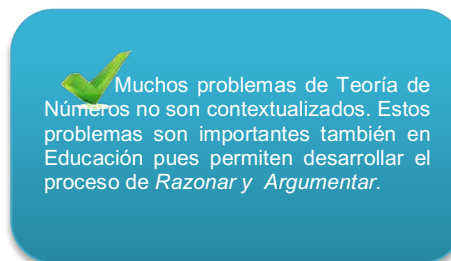 Muchos problemas de Teoría de
Números no son contextualizados. Estos
problemas son importantes también en
Educación pues permiten desarrollar el
proceso de Razonar y Argumentar.